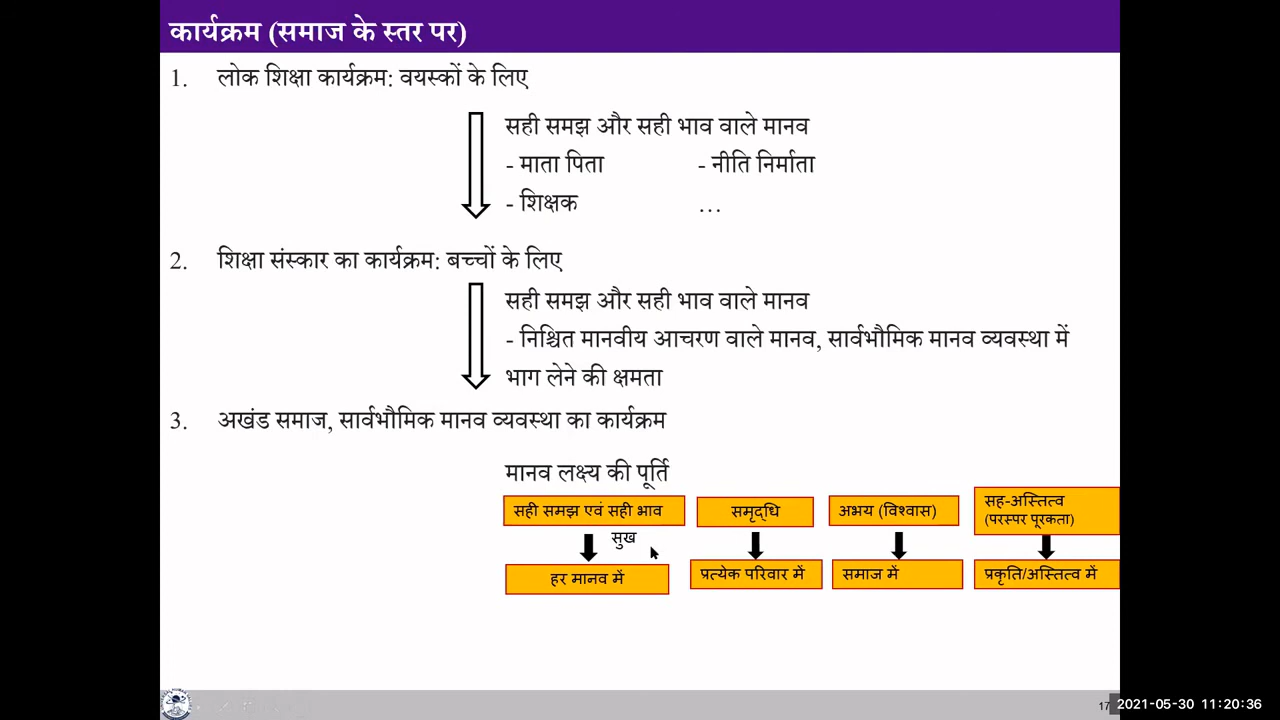 कार्यक्रम (समाज के स्तर पर)
1. लोक शिक्षा कार्यक्रम: वयस्कों के लिए
सही समझ और सही भाव वाले मानव
- माता पिता - नीति निर्माता
- शिक्षक ...
2. शिक्षा संस्कार का कार्यक्रम: बच्चों के लिए
सही समझ और सही भाव वाले मानव
- निश्चित मानवीय आचरण वाले मानव, सार्वभौमिक मानव व्यवस्था में
भाग लेने की क्षमता
3. अखंड समाज, सार्वभौमिक मानव व्यवस्था का कार्यक्रम
मानव लक्ष्य की पूर्ति
सही समझ एवं सही भाव समृद्धि अभय (विश्वास) सह-अस्तित्व
(परस्पर पूरकता)
सुख
हर मानव में प्रत्येक परिवार में समाज में प्रकृति/अस्तित्व में
17 2021-05-30 11:20:36